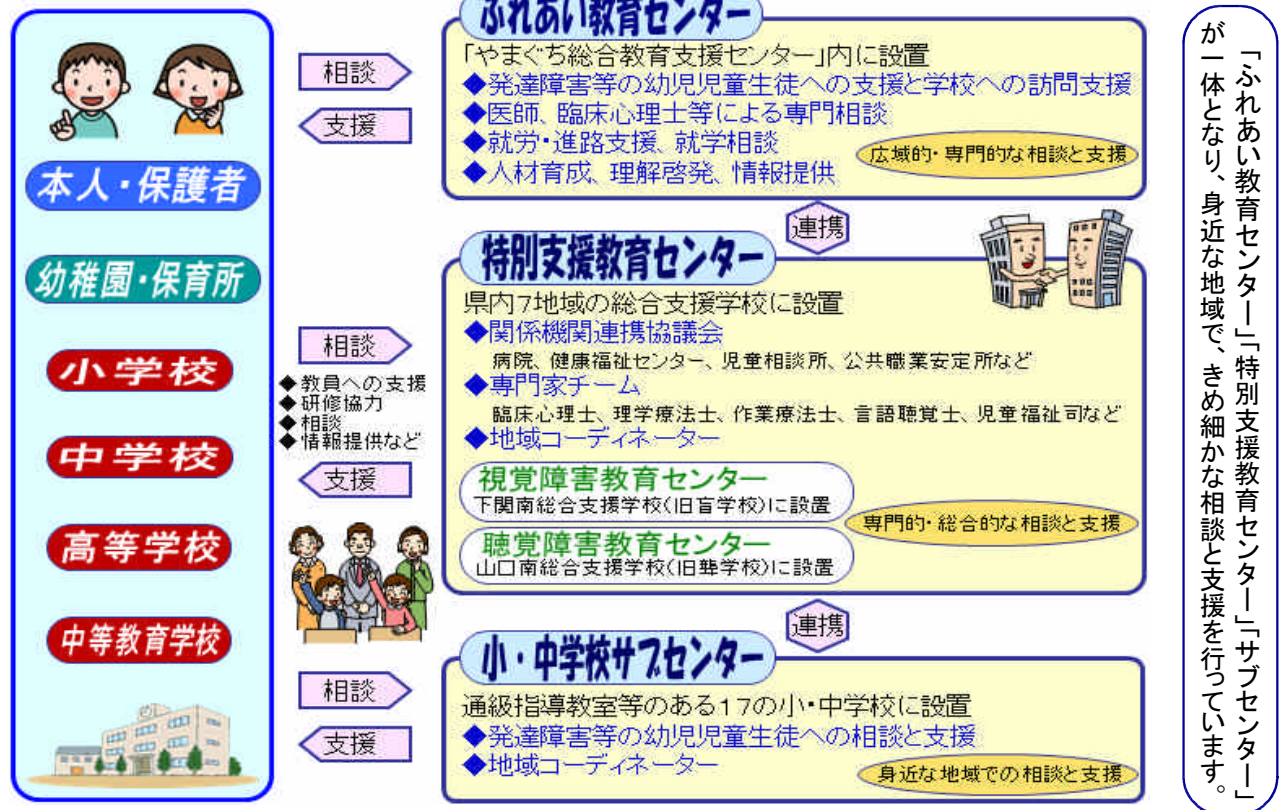 本人・保護者
幼稚園・保育所
小学校
中学校
高等学校
中等教育学校
相談
支援
ふれあい教育センター
「やまぐち総合教育支援センター」内に設置
◆発達障害等の幼児児童生徒への支援と学校への訪問支援
◆医師、臨床心理士等による専門相談
◆就労・進路支援、就学相談
◆人材育成、理解啓発、情報提供
広域的・専門的な相談と支援
連携
相談
◆教員への支援
◆研修協力
◆相談
◆情報提供など
支援
特別支援教育センター
県内7地域の総合支援学校に設置
◆関係機関連携協議会
病院、健康福祉センター、児童相談所、公共職業安定所など
◆専門家チーム
臨床心理士、理学療法士、作業療法士、言語聴覚士、児童福祉司など
◆地域コーディネーター
視覚障害教育センター
下関南総合支援学校(旧盲学校)に設置
聴覚障害教育センター
山口南総合支援学校(旧聾学校)に設置
専門的・総合的な相談と支援
連携
相談
支援
小・中学校サブセンター
通級指導教室等のある17の小・中学校に設置
◆発達障害等の幼児児童生徒への相談と支援
◆地域コーディネーター
身近な地域での相談と支援
「ふれあい教育センター」「特別支援教育センター」「サブセンター」
が一体となり、身近な地域で、きめ細かな相談と支援を行っています。